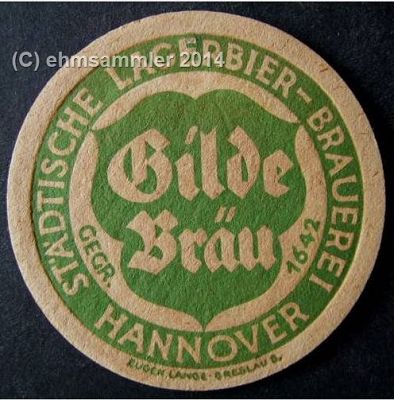 (C) ehmsammler 2014
STÄDTISCHE LAGERBIER-BRAUEREI
Gilde
Bräu
GEGR. 1642
HANNOVER
EUGEN LANGE-BRESLAU 8.